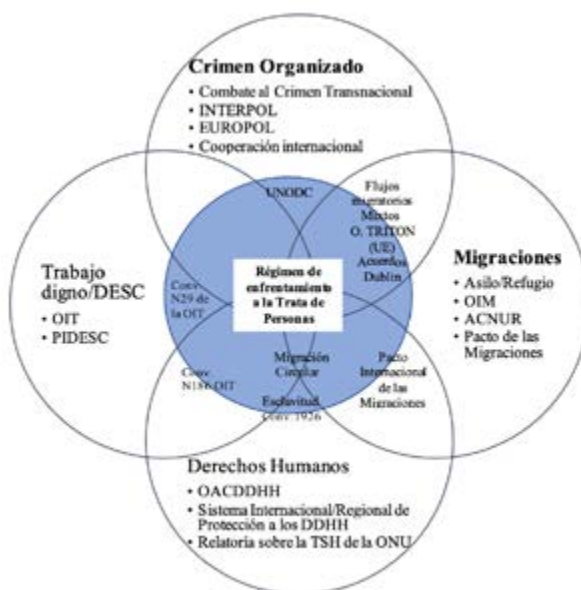 Crimen Organizado
• Combate al Crimen Transnacional
• INTERPOL
• EUROPOL
• Cooperación internacional
UNODC
Flujos
migratorios
Mixtos
O. TRITON
(UE)
Acuerdos
Dublin
Trabajo
digno/DESC
• OIT
• PIDESC
Conv.
N29 de
la OIT
Régimen de
enfrentamiento
a la Trata de
Personas
Migraciones
• Asilo/Refugio
• OIM
• ACNUR
• Pacto de las
Migraciones
Conv.
OIT
Migración
Circular
Esclavitud
Conv. 1926
Pacto
Internacional
de las
Migraciones
Derechos Humanos
• OACDDHH
• Sistema Internacional/Regional de
Protección a los DDHH
• Relatoría sobre la TSH de la ONU